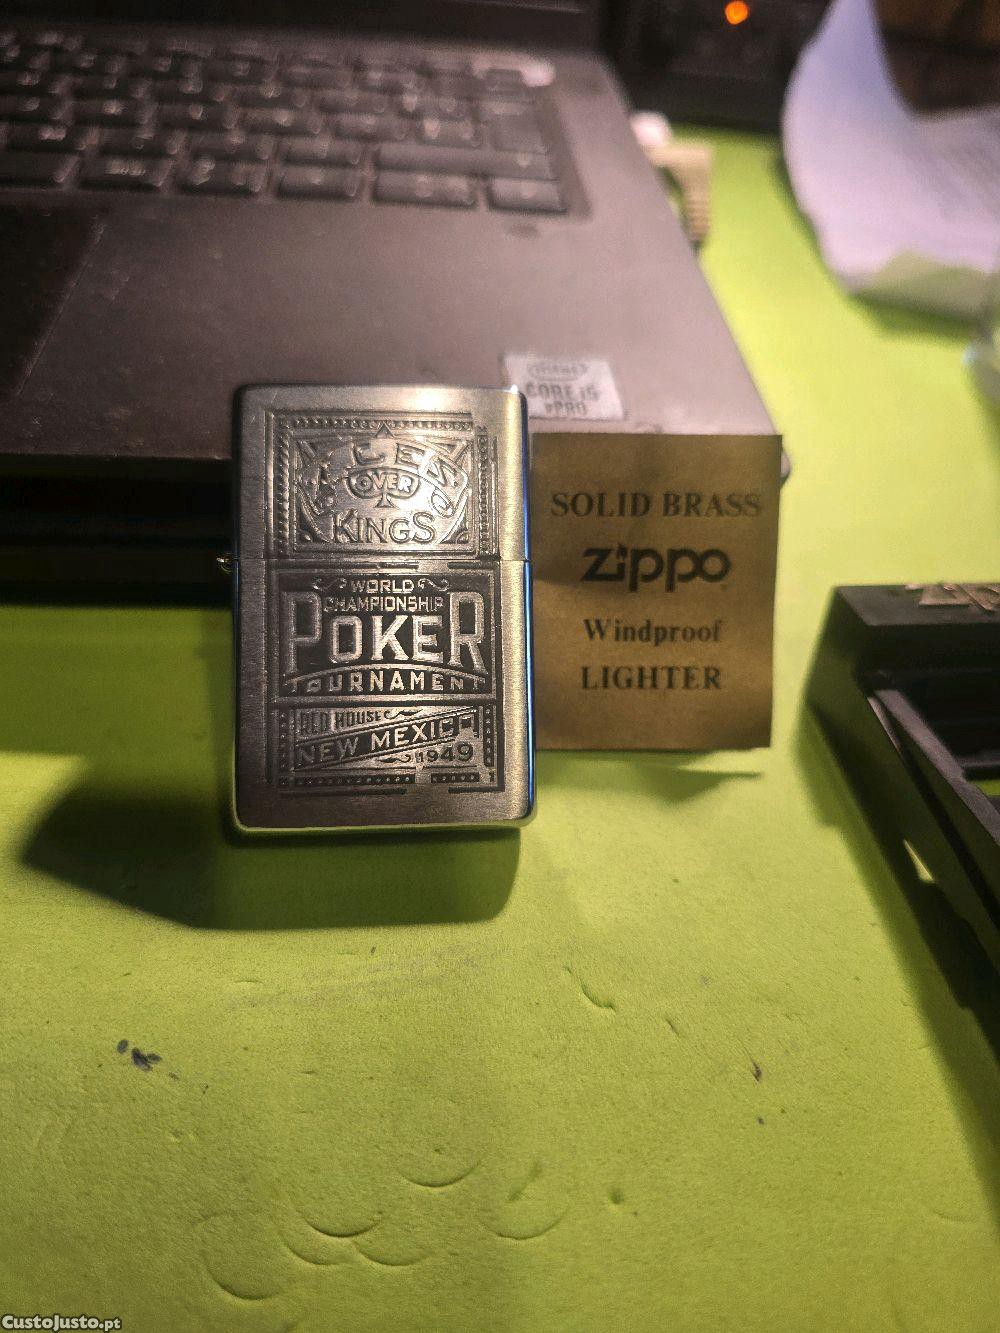 intel
CORE i5
vPRO
ACES
OVER
KINGS
WORLD
CHAMPIONSHIP
POKER
TOURNAMENT
RED HOUSE
NEW MEXICO
1949
SOLID BRASS
zippo
Windproof
LIGHTER
CustoJusto.pt